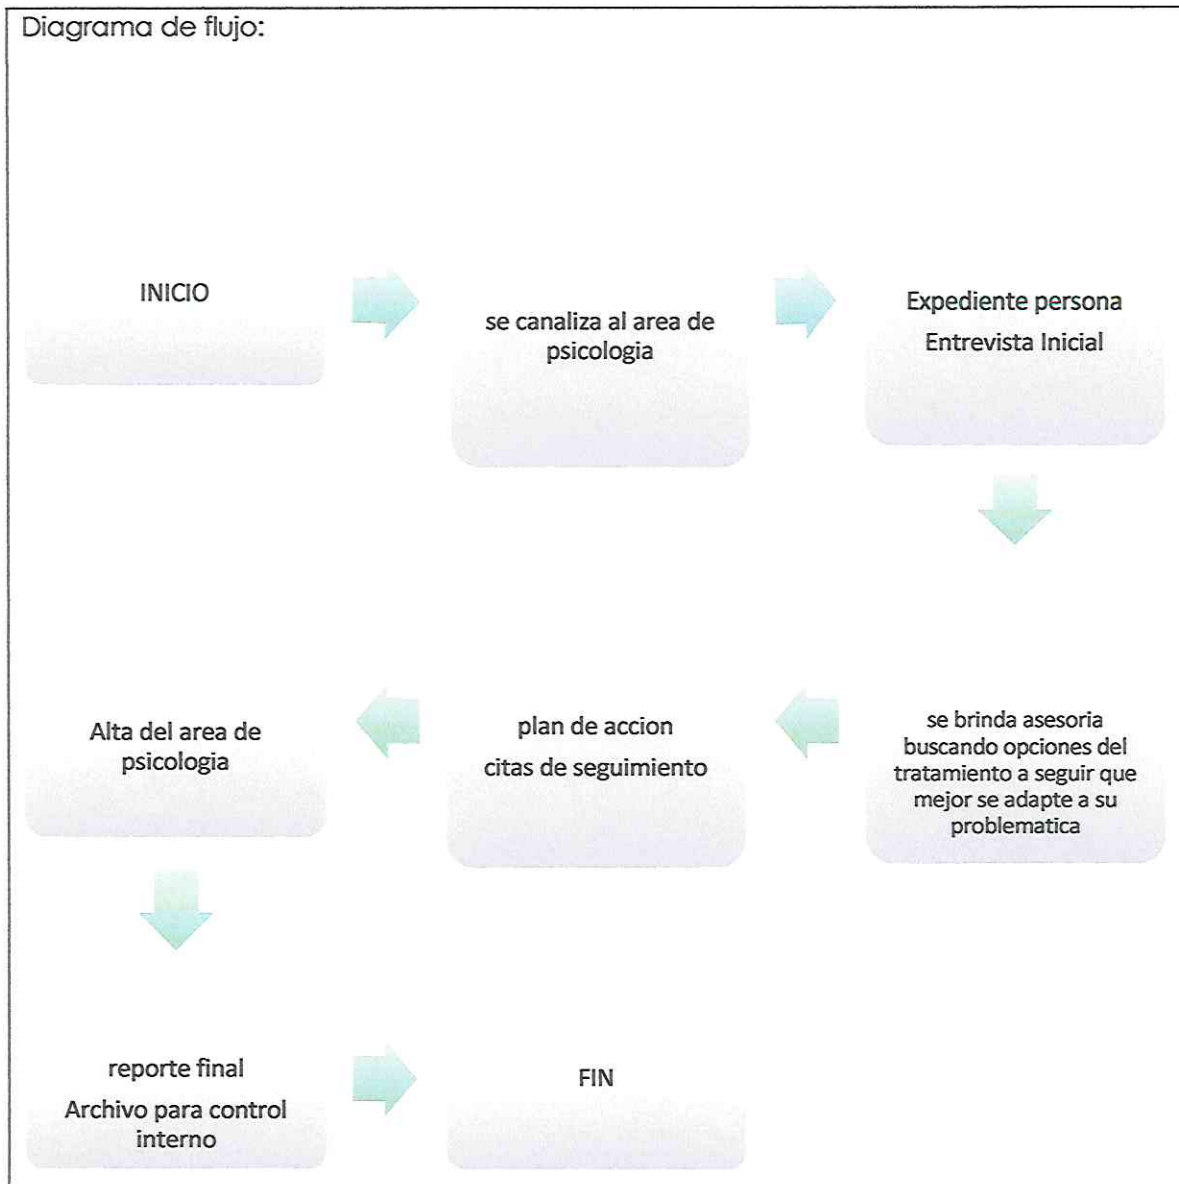 Diagrama de flujo:
INICIO
se canaliza al area de
psicologia
Expediente persona
Entrevista Inicial
se brinda asesoria
buscando opciones del
tratamiento a seguir que
mejor se adapte a su
problematica
plan de accion
citas de seguimiento
Alta del area de
psicologia
reporte final
Archivo para control
interno
FIN